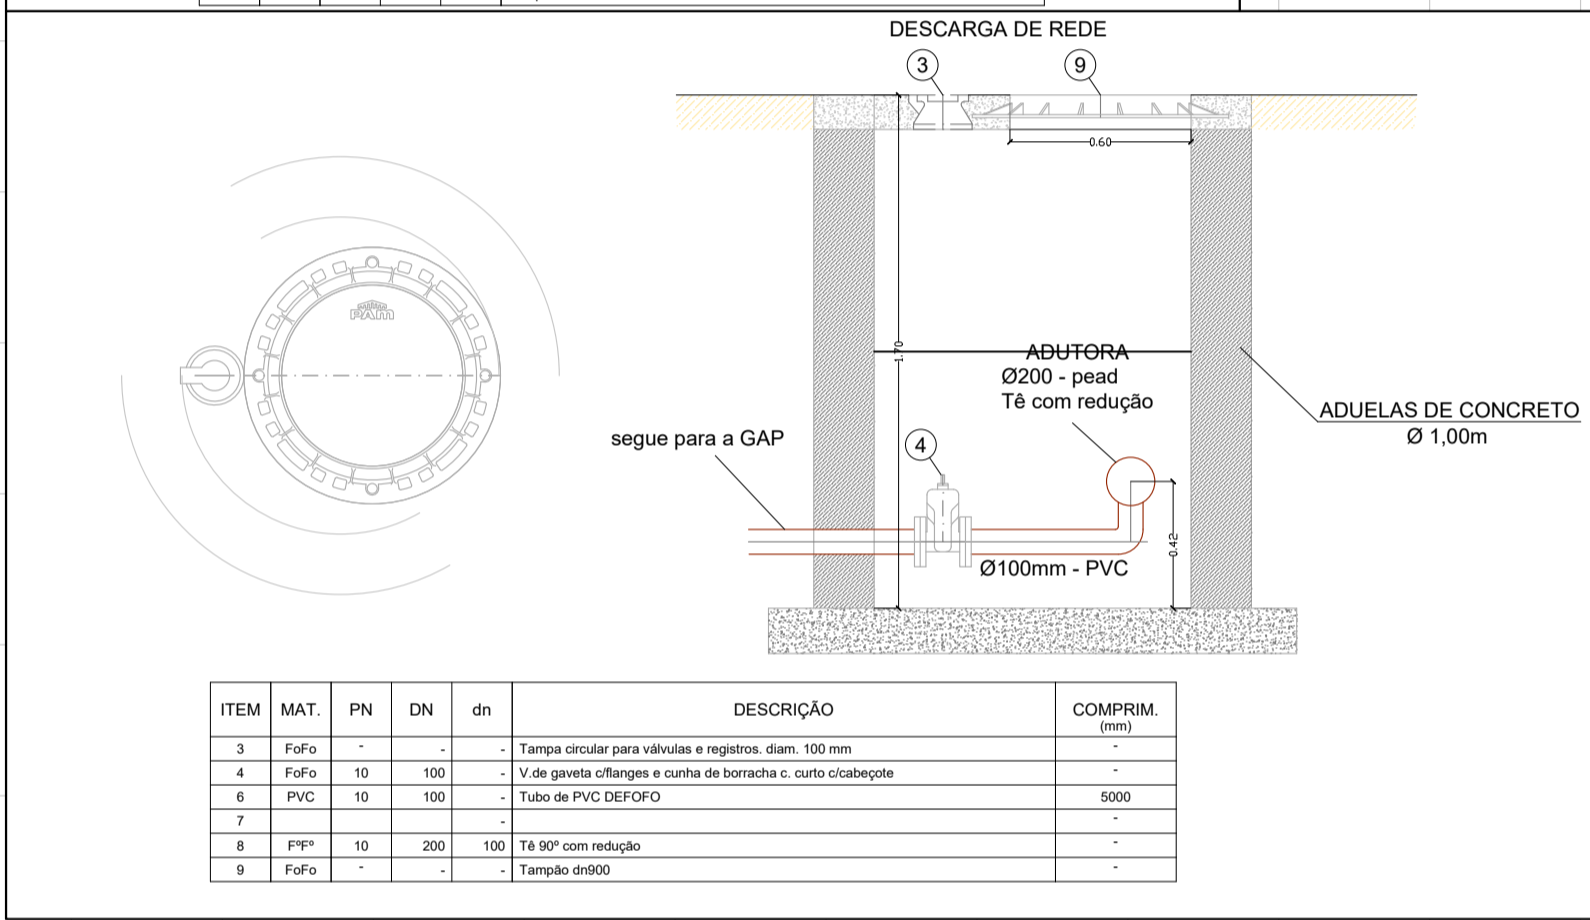 DESCARGA DE REDE
3
9
0.60
PAM
1.70
ADUTORA
Ø200 - pead
Tê com redução
ADUELAS DE CONCRETO
Ø 1,00m
segue para a GAP
4
0.42
Ø100mm - PVC
ITEM MAT. PN DN dn DESCRIÇÃO COMPRIM.
(mm)
3 FoFo - - - Tampa circular para válvulas e registros. diam. 100 mm -
4 FoFo 10 100 - V.de gaveta c/flanges e cunha de borracha c. curto c/cabeçote -
6 PVC 10 100 - Tubo de PVC DEFOFO 5000
7 - -
8 FºFº 10 200 100 Tê 90º com redução -
9 FoFo - - - Tampão dn900 -